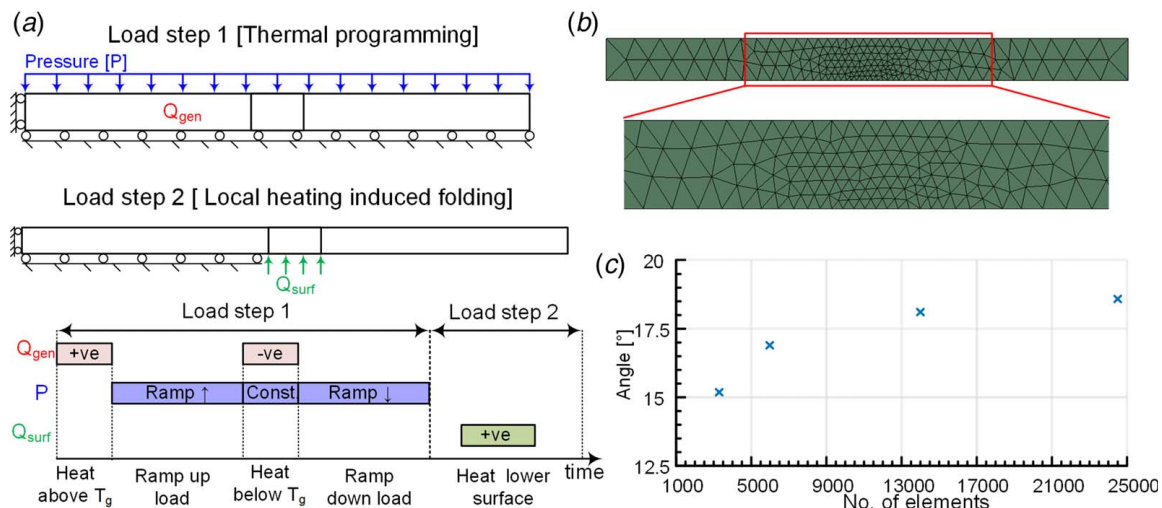 (a)
Load step 1 [Thermal programming]
Pressure [P]
Q_gen
Load step 2 [ Local heating induced folding]
Q_surf
Load step 1
Load step 2
Q_gen
+ve
-ve
P
Ramp ↑
Const
Ramp ↓
Q_surf
+ve
time
Heat
above T_g
Ramp up
load
Heat
below T_g
Ramp
down load
Heat lower
surface
(b)
(c)
Angle [°]
20
17.5
15
12.5
1000
5000
9000
13000
17000
21000
25000
No. of elements